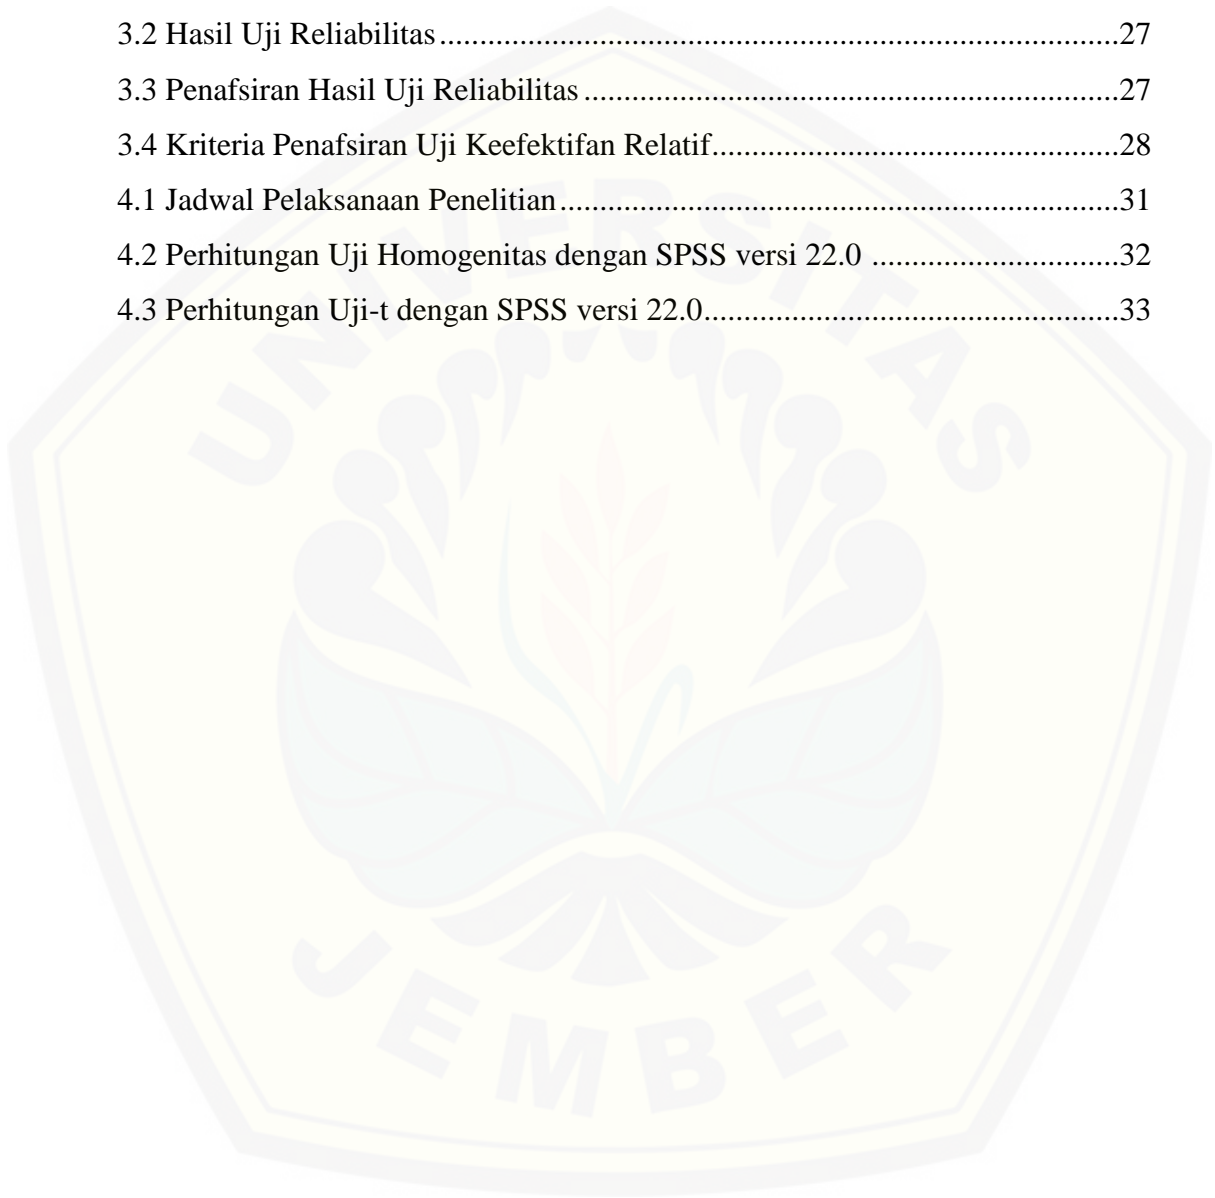 3.2 Hasil Uji Reliabilitas....................................................................................27
3.3 Penafsiran Hasil Uji Reliabilitas..................................................................27
3.4 Kriteria Penafsiran Uji Keefektifan Relatif..................................................28
4.1 Jadwal Pelaksanaan Penelitian.....................................................................31
4.2 Perhitungan Uji Homogenitas dengan SPSS versi 22.0 ...............................32
4.3 Perhitungan Uji-t dengan SPSS versi 22.0...................................................33
UNIVERSITAS
JEMBER